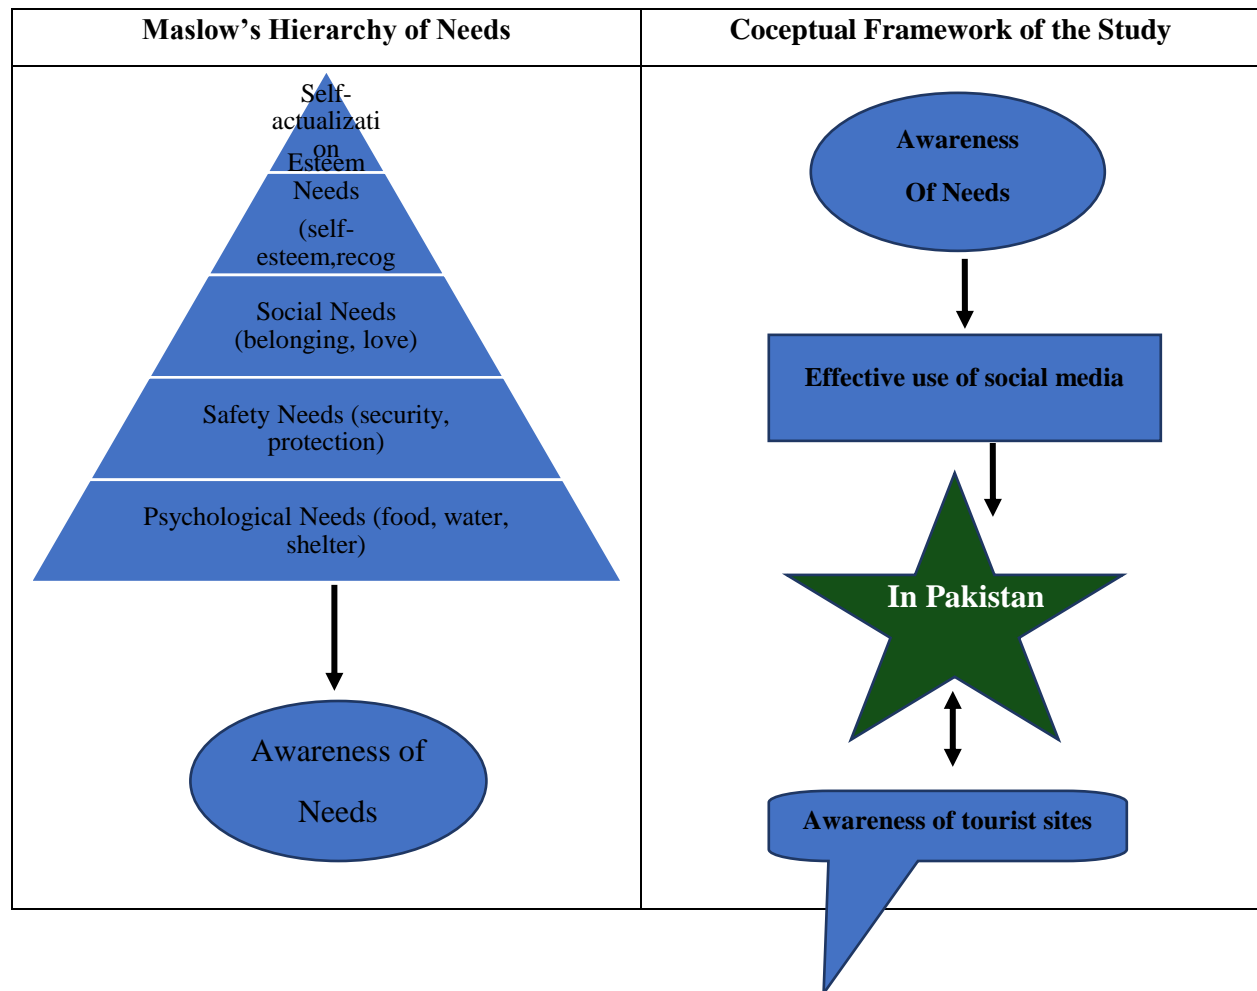 Maslow’s Hierarchy of Needs
Self-
actualizati
on
Esteem
Needs
(self-
esteem,recog
Social Needs
(belonging, love)
Safety Needs (security,
protection)
Psychological Needs (food, water,
shelter)
Awareness of
Needs
Coceptual Framework of the Study
Awareness
Of Needs
Effective use of social media
In Pakistan
Awareness of tourist sites